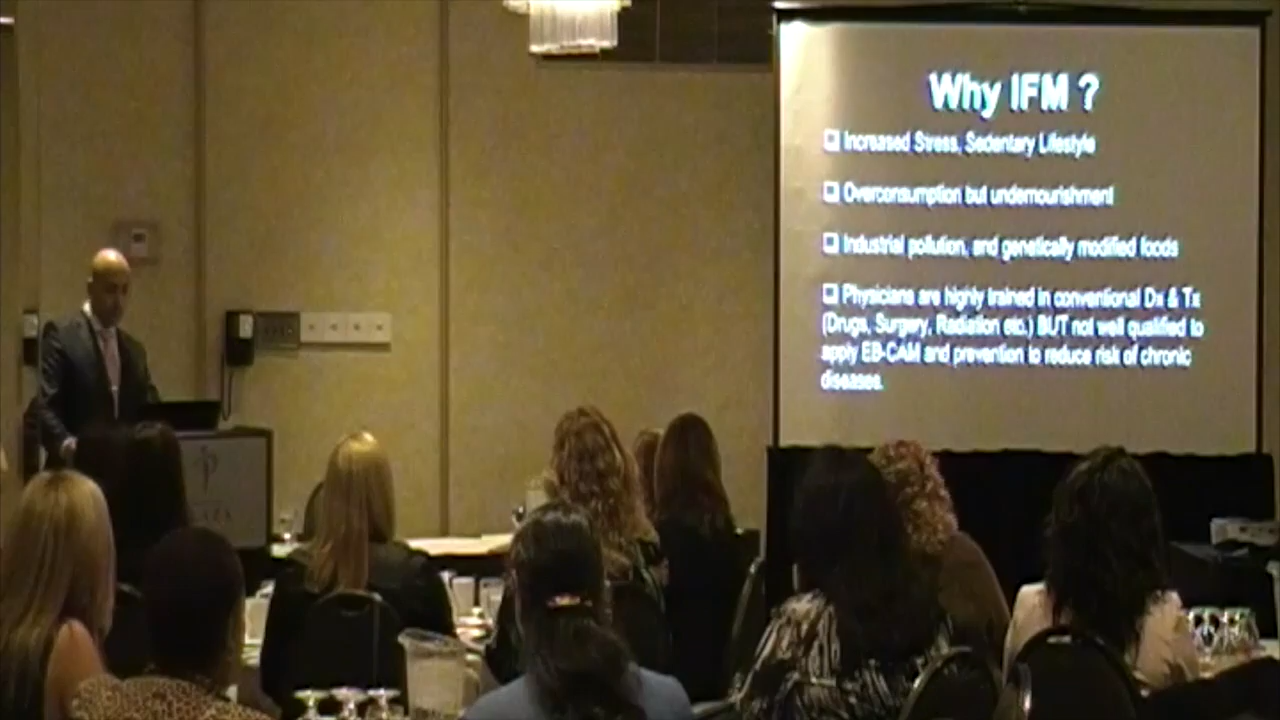 Why IFM ?
❑ Increased Stress, Sedentary Lifestyle
❑ Overconsumption but undernourishment
❑ Industrial pollution, and genetically modified foods
❑ Physicians are highly trained in conventional Dx & Tx
(Drugs, Surgery, Radiation etc.) BUT not well qualified to
apply EB-CAM and prevention to reduce risk of chronic
diseases.